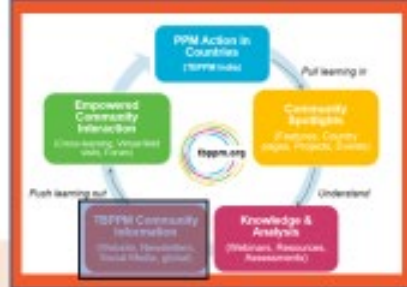 PPM Action in
Countries
(TBPPM India)
Pull learning in
Empowered
Community
Interaction
(Cross-learning, Virtual field
visits, Forum)
Community
Spotlights
(Features, Country
pages, Projects, Events)
tbppm.org
Push learning out
Understand
TBPPM Community
Information
(Website, Newsletters,
Social Media, global)
Knowledge &
Analysis
(Webinars, Resources,
Assessments)